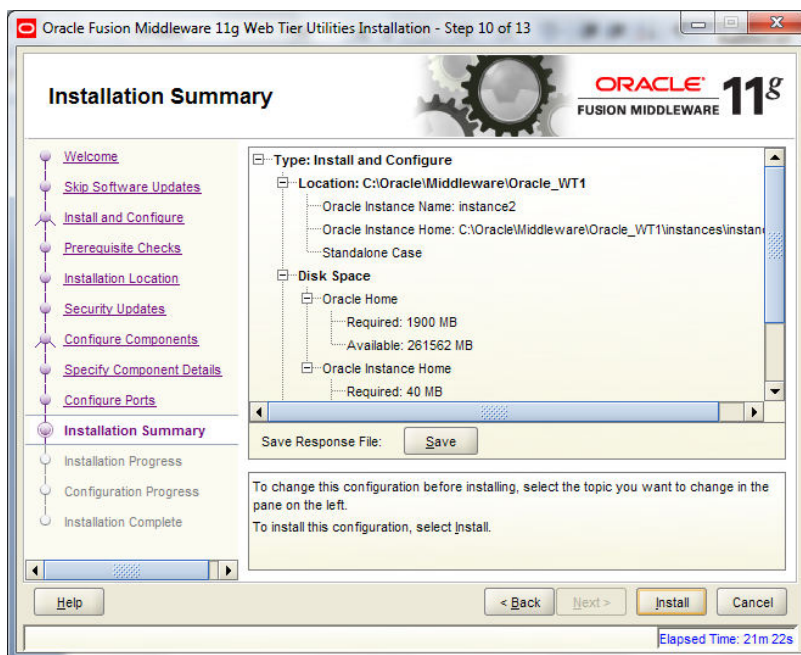 Oracle Fusion Middleware 11g Web Tier Utilities Installation - Step 10 of 13
Installation Summary
ORACLE
FUSION MIDDLEWARE
11g
Welcome
Skip Software Updates
Install and Configure
Prerequisite Checks
Installation Location
Security Updates
Configure Components
Specify Component Details
Configure Ports
Installation Summary
Installation Progress
Configuration Progress
Installation Complete
Type: Install and Configure
Location: C:\Oracle\Middleware\Oracle_WT1
Oracle Instance Name: instance2
Oracle Instance Home: C:\Oracle\Middleware\Oracle_WT1\instances\instan
Standalone Case
Disk Space
Oracle Home
Required: 1900 MB
Available: 261562 MB
Oracle Instance Home
Required: 40 MB
Save Response File: Save
To change this configuration before installing, select the topic you want to change in the
pane on the left.
To install this configuration, select Install.
Help < Back Next > Install Cancel
Elapsed Time: 21m 22s